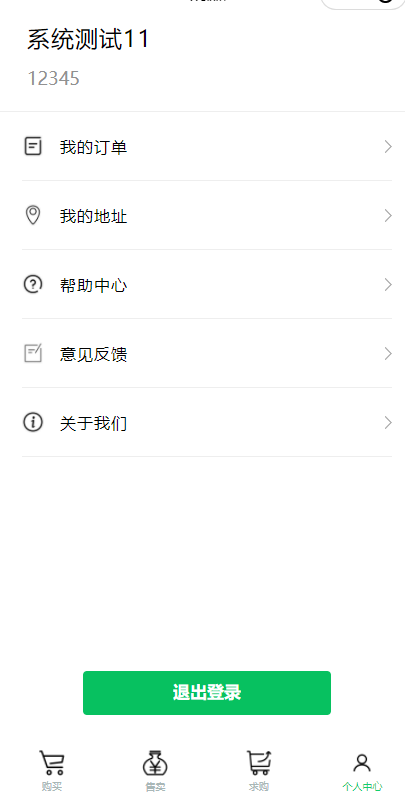 系统测试11
12345
我的订单
我的地址
帮助中心
意见反馈
关于我们
退出登录
购买
售卖
求购
个人中心